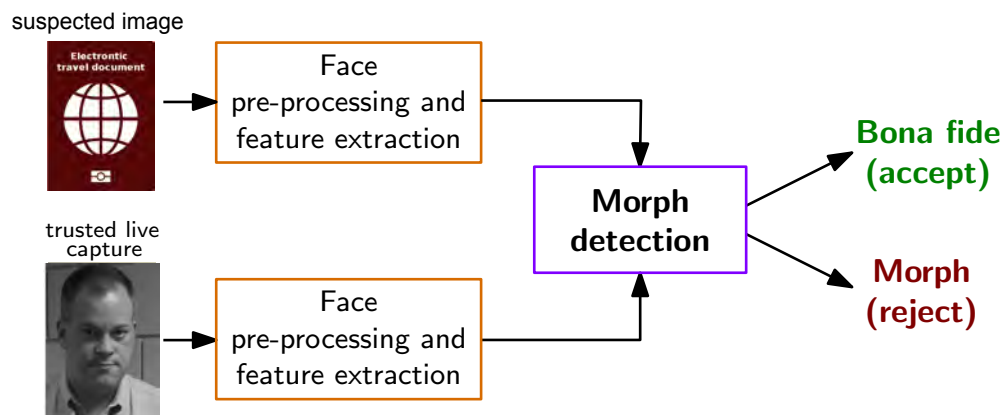 suspected image
Electrontic
travel document
Face
pre-processing and
feature extraction
trusted live
capture
Face
pre-processing and
feature extraction
Morph
detection
Bona fide
(accept)
Morph
(reject)